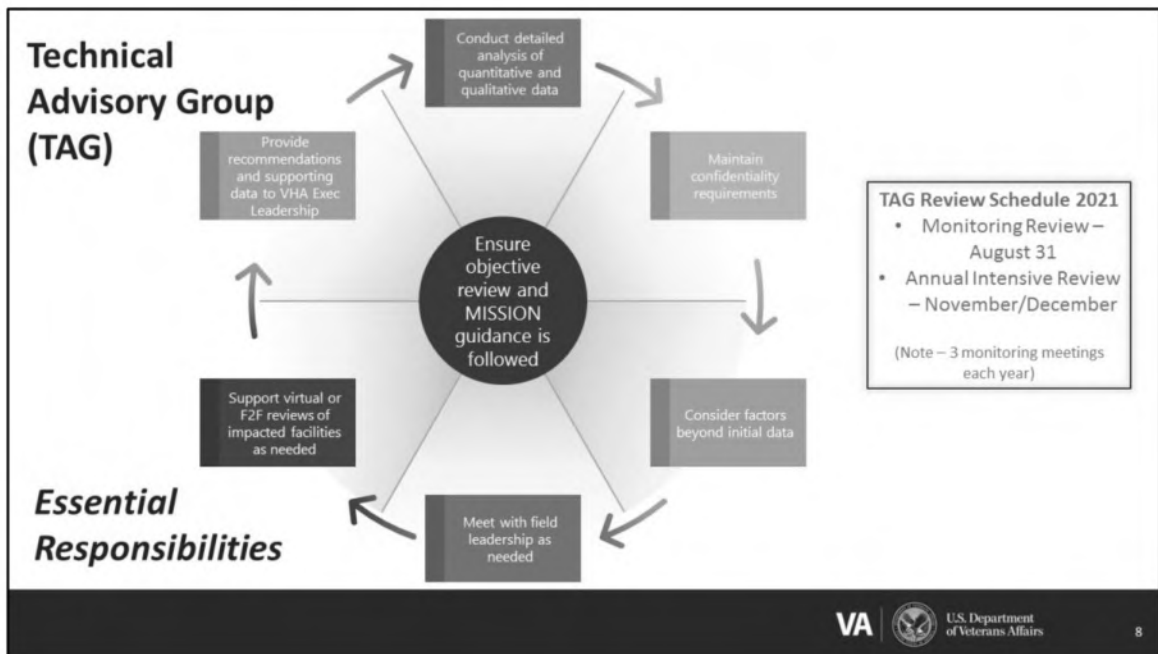 Technical
Advisory Group
(TAG)
Conduct detailed
analysis of
quantitative and
qualitative data
Maintain
confidentiality
requirements
Consider factors
beyond initial data
Meet with field
leadership as
needed
Support virtual or
F2F reviews of
impacted facilities
as needed
Provide
recommendations
and supporting
data to VHA Exec
Leadership
Ensure
objective
review and
MISSION
guidance is
followed
TAG Review Schedule 2021
• Monitoring Review –
August 31
• Annual Intensive Review
– November/December
(Note – 3 monitoring meetings
each year)
Essential
Responsibilities
VA
U.S. Department
of Veterans Affairs
8